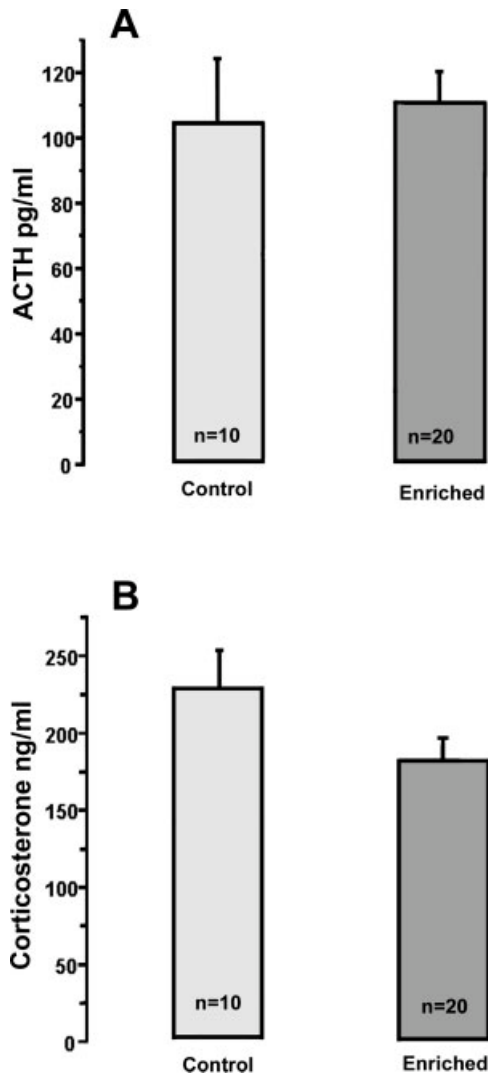 A
ACTH pg/ml
120
100
80
60
40
20
0
n=10
n=20
Control
Enriched
B
Corticosterone ng/ml
250
200
150
100
50
0
n=10
n=20
Control
Enriched